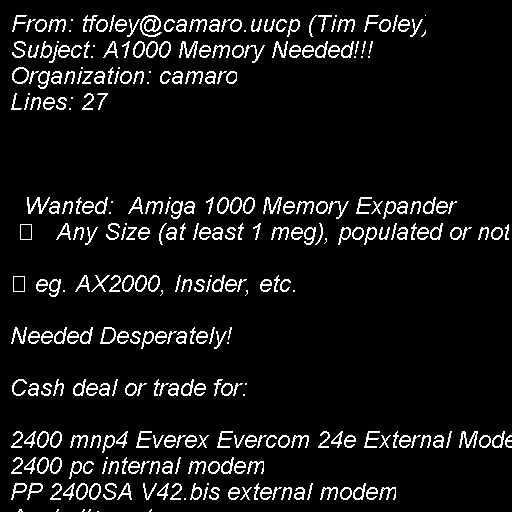 From: tfoley@camaro.uucp (Tim Foley)
Subject: A1000 Memory Needed!!!
Organization: camaro
Lines: 27
Wanted:  Amiga 1000 Memory Expander
Any Size (at least 1 meg), populated or not
eg. AX2000, Insider, etc.
Needed Desperately!
Cash deal or trade for:
2400 mnp4 Everex Evercom 24e External Mode
2400 pc internal modem
PP 2400SA V42.bis external modem